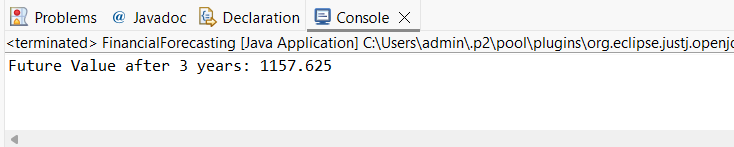 Problems @ Javadoc Declaration Console
<terminated> FinancialForecasting [Java Application] C:\Users\admin\.p2\pool\plugins\org.eclipse.justj.openjd
Future Value after 3 years: 1157.625